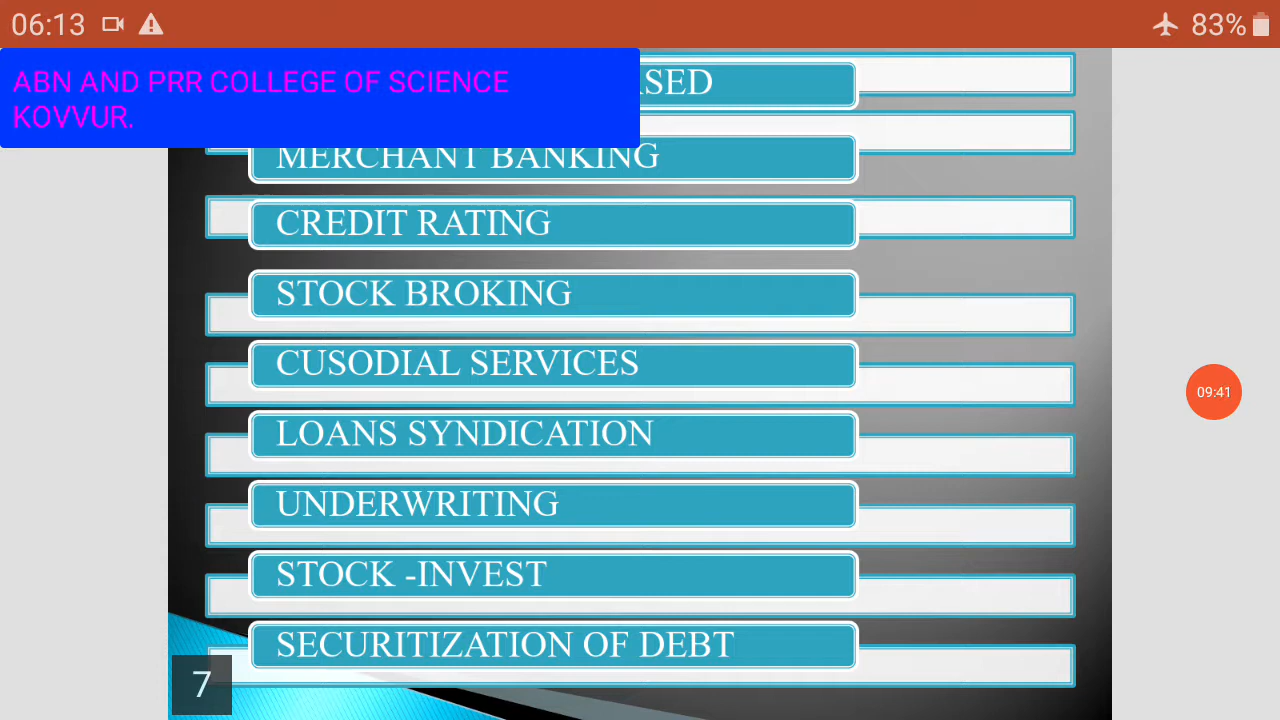 06:13
83%
ABN AND PRR COLLEGE OF SCIENCE
KOVVUR.
MERCHANT BANKING
CREDIT RATING
STOCK BROKING
CUSODIAL SERVICES
LOANS SYNDICATION
UNDERWRITING
STOCK -INVEST
SECURITIZATION OF DEBT
09:41
7